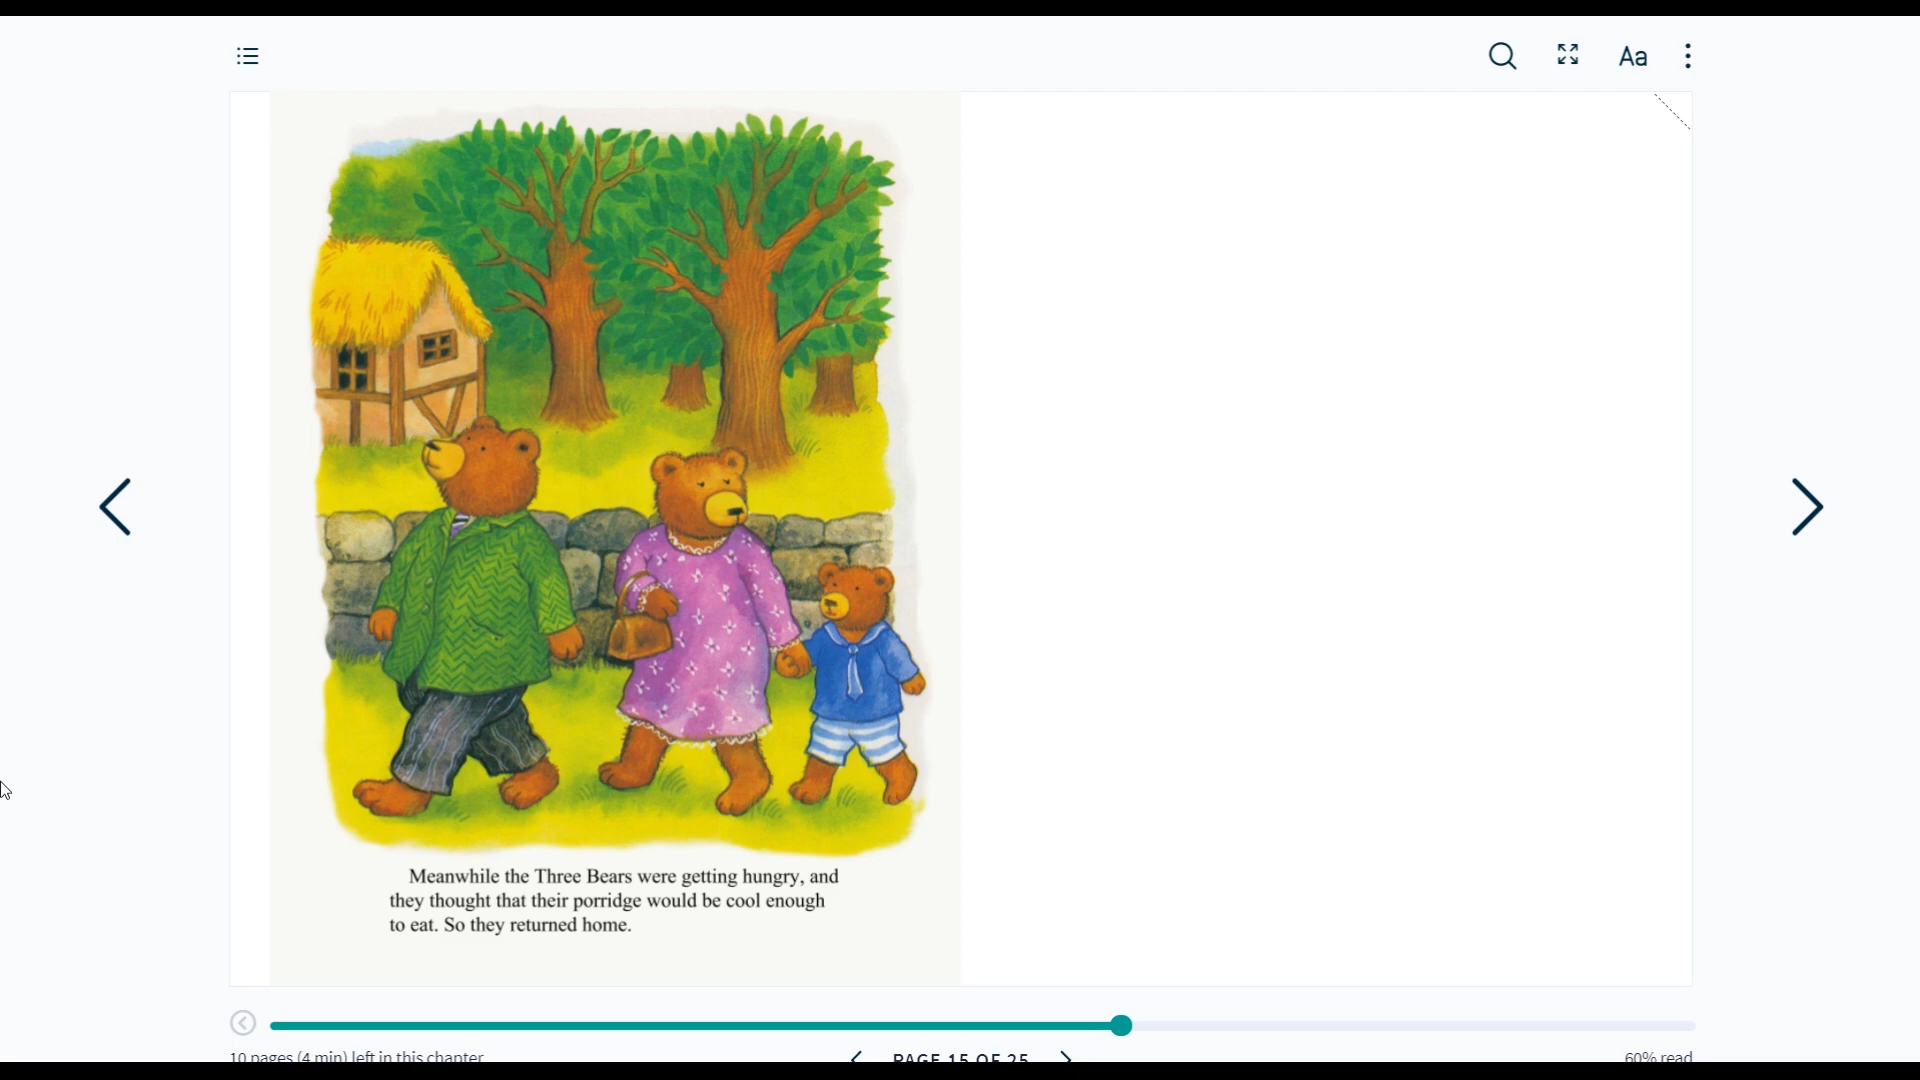 Aa
Meanwhile the Three Bears were getting hungry, and
they thought that their porridge would be cool enough
to eat. So they returned home.
10 pages (4 min) left in this chapter
PAGE 15 OF 25
60% read